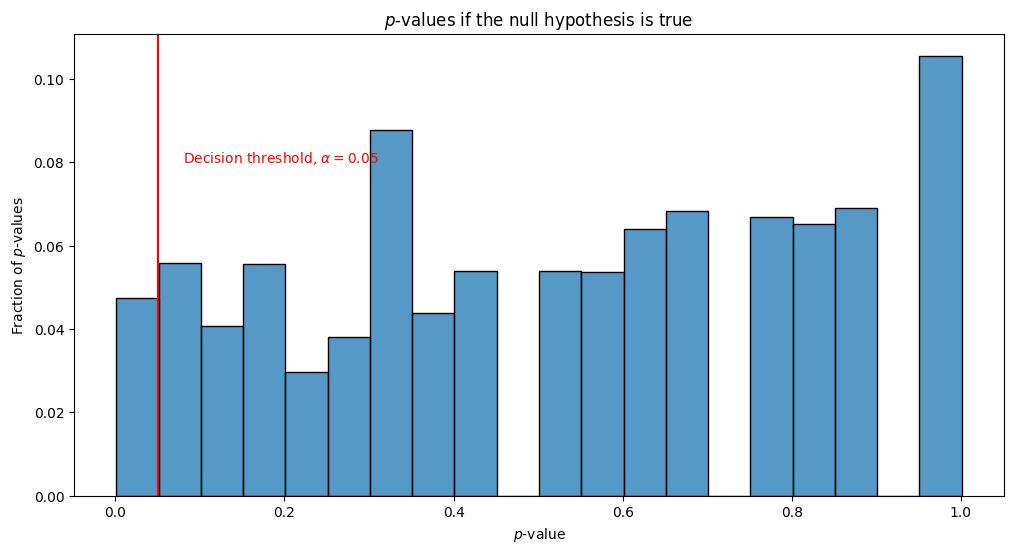 p-values if the null hypothesis is true
Decision threshold, α = 0.05
Fraction of p-values
0.10
0.08
0.06
0.04
0.02
0.00
0.0 0.2 0.4 0.6 0.8 1.0
p-value